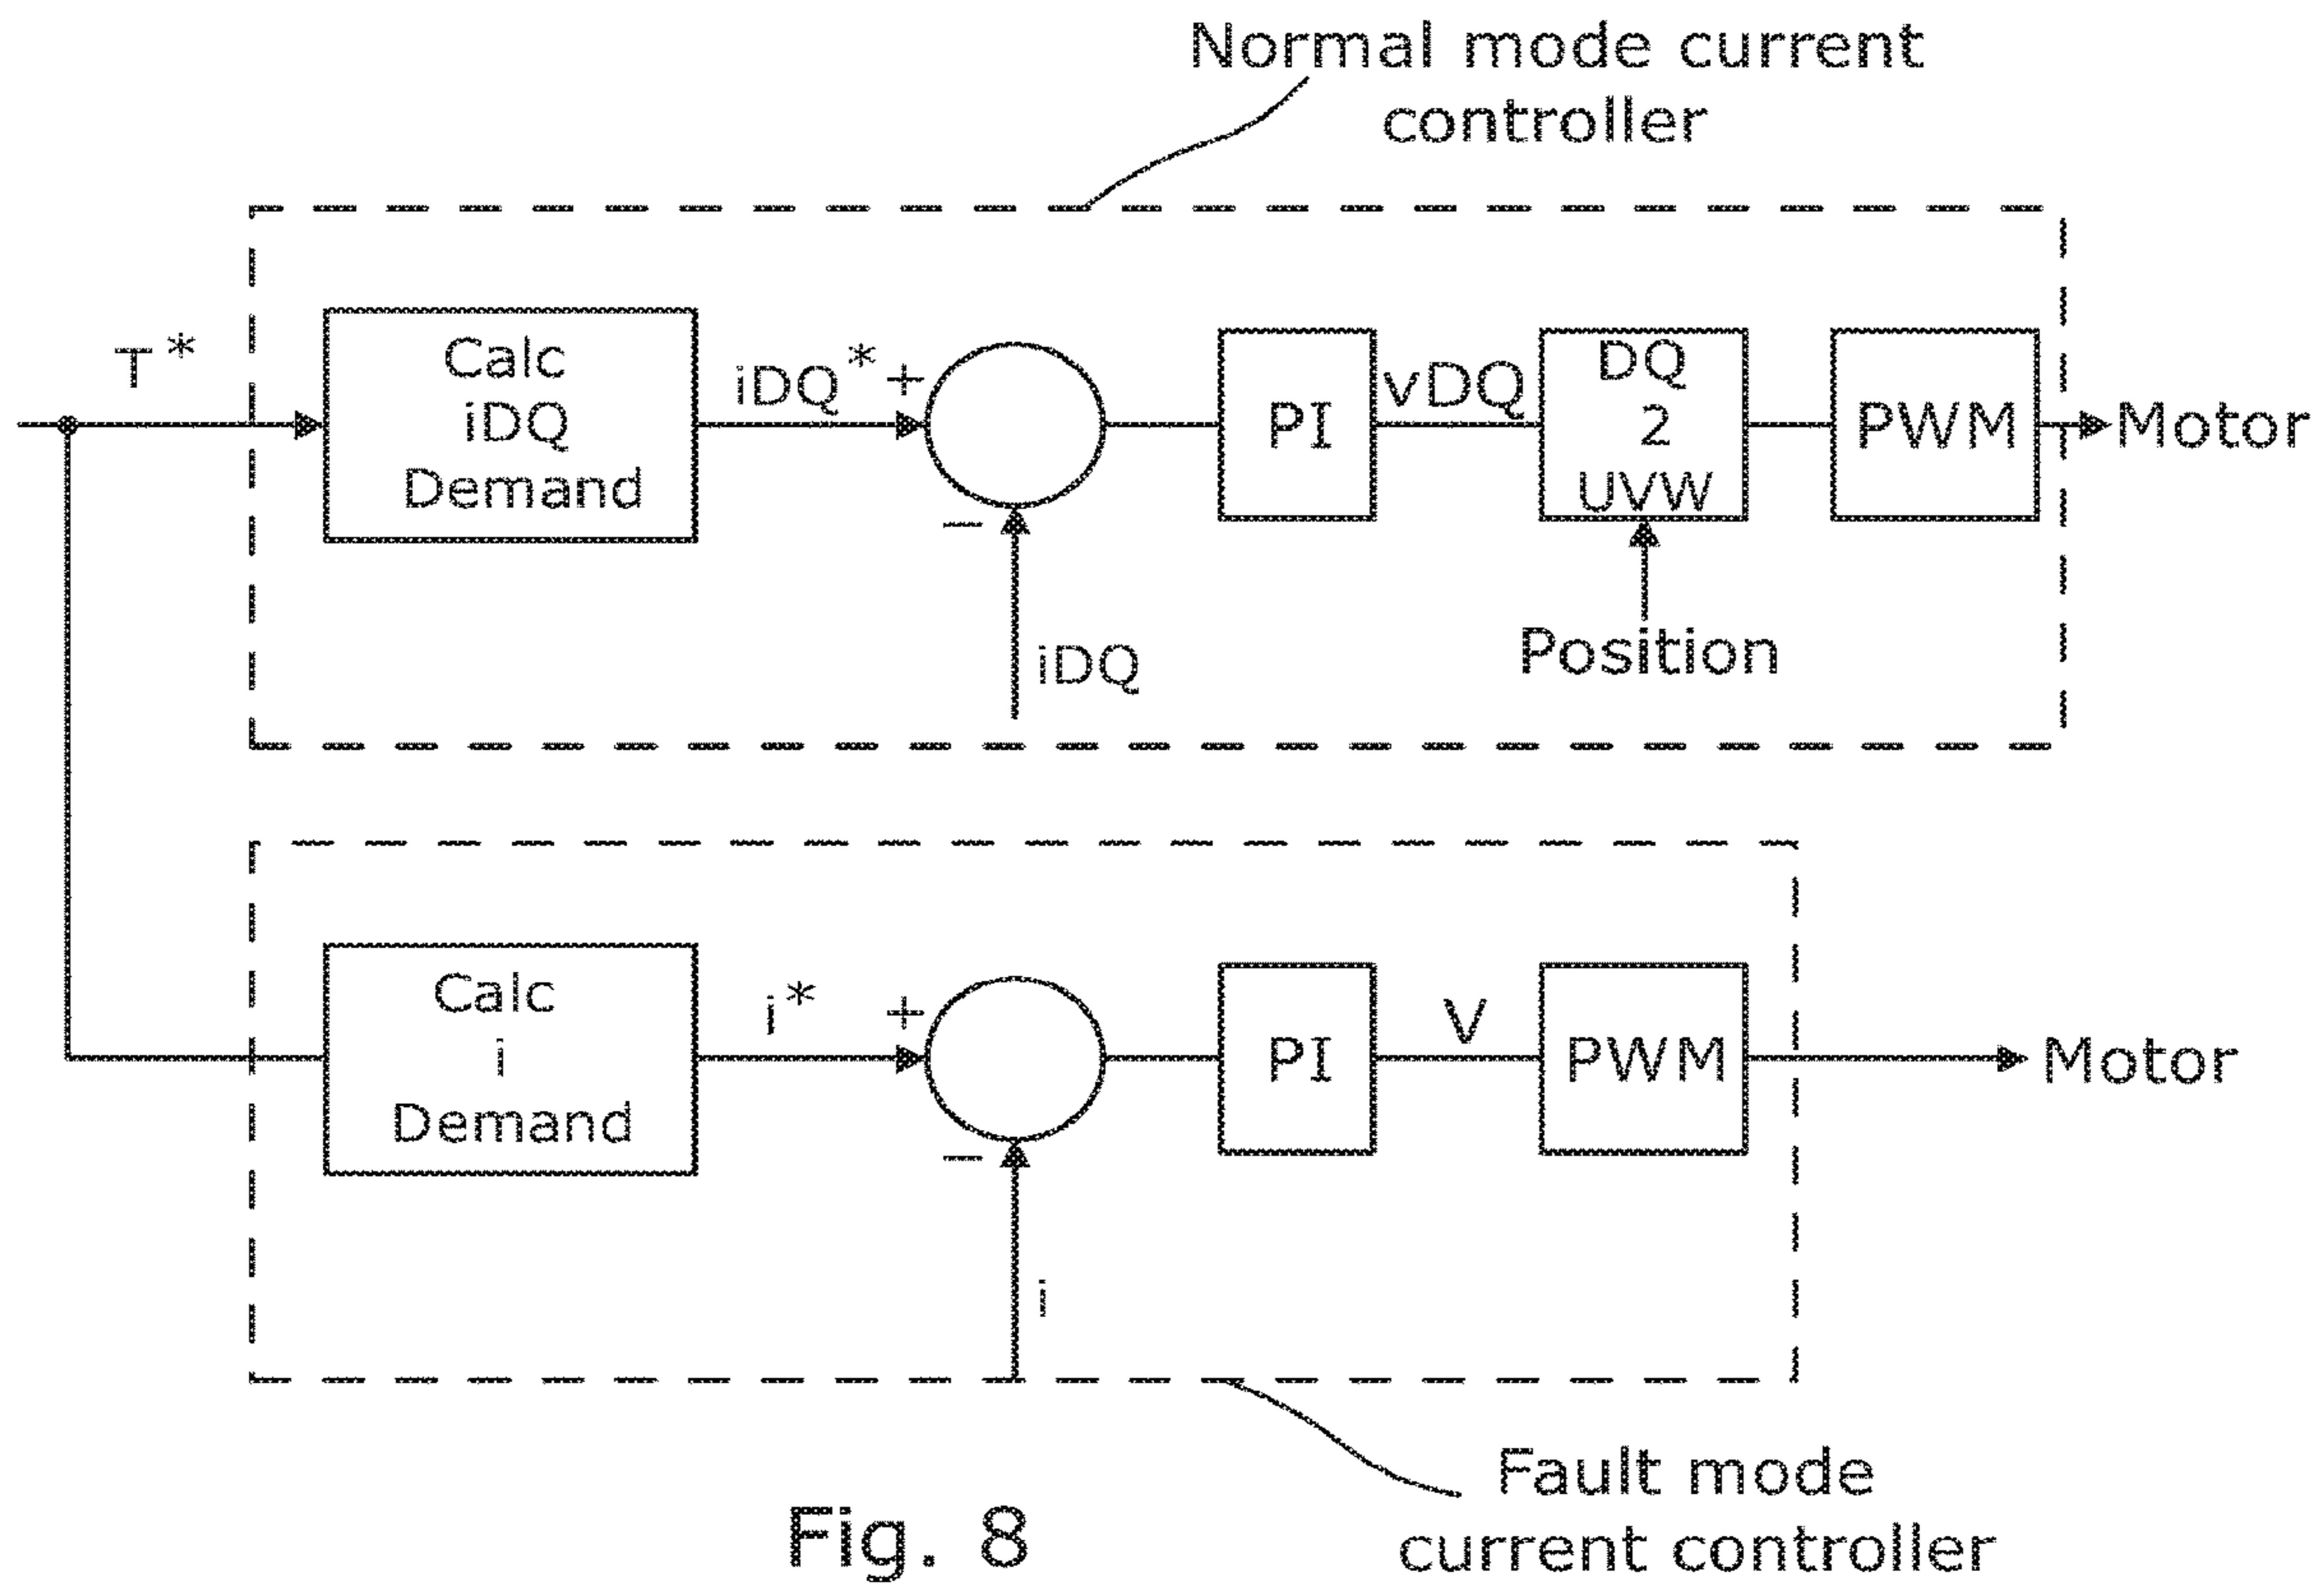 Normal mode current
controller
T*
Calc
iDQ
Demand
iDQ*
+
−
iDQ
PI
vDQ
DQ
2
UVW
Position
PWM
Motor
Calc
i
Demand
i*
+
−
i
PI
V
PWM
Motor
Fault mode
current controller
Fig. 8